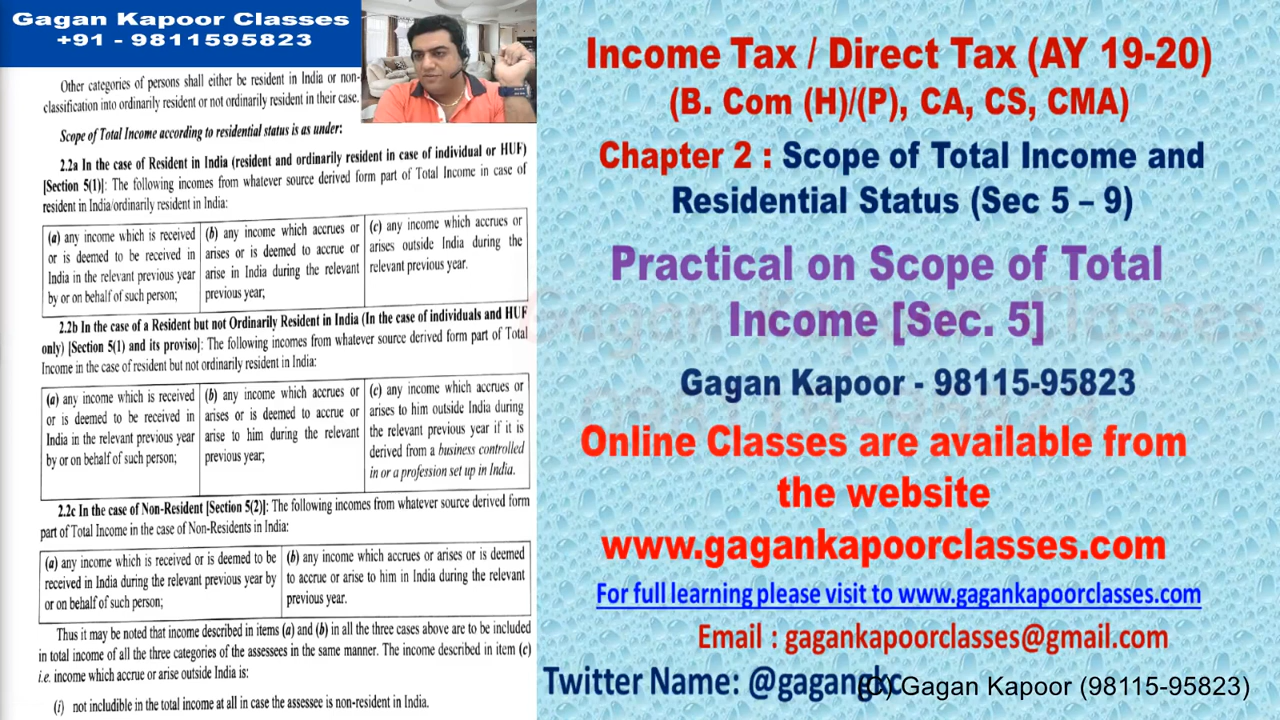 Gagan Kapoor Classes
+91 - 9811595823
Other categories of persons shall either be resident in India or non-
classification into ordinarily resident or not ordinarily resident in their case.
Scope of Total Income according to residential status is as under:
2.2a In the case of Resident in India (resident and ordinarily resident in case of individual or HUF)
[Section 5(1)]: The following incomes from whatever source derived form part of Total Income in case of
resident in India/ordinarily resident in India:
(a) any income which is received
or is deemed to be received in
India in the relevant previous year
by or on behalf of such person;
(b) any income which accrues or
arises or is deemed to accrue or
arise in India during the relevant
previous year;
(c) any income which accrues or
arises outside India during the
relevant previous year.
2.2b In the case of a Resident but not Ordinarily Resident in India (In the case of individuals and HUF
only) [Section 5(1) and its proviso]: The following incomes from whatever source derived form part of Total
Income in the case of resident but not ordinarily resident in India:
(a) any income which is received
or is deemed to be received in
India in the relevant previous year
by or on behalf of such person;
(b) any income which accrues or
arises or is deemed to accrue or
arise to him during the relevant
previous year;
(c) any income which accrues or
arises to him outside India during
the relevant previous year if it is
derived from a business controlled
in or a profession set up in India.
2.2c In the case of Non-Resident [Section 5(2)]: The following incomes from whatever source derived form
part of Total Income in the case of Non-Residents in India:
(a) any income which is received or is deemed to be
received in India during the relevant previous year by
or on behalf of such person;
(b) any income which accrues or arises or is deemed
to accrue or arise to him in India during the relevant
previous year.
Thus it may be noted that income described in items (a) and (b) in all the three cases above are to be included
in total income of all the three categories of the assessees in the same manner. The income described in item (c)
i.e. income which accrue or arise outside India is:
(i) not includible in the total income at all in case the assessee is non-resident in India.
Income Tax / Direct Tax (AY 19-20)
(B. Com (H)/(P), CA, CS, CMA)
Chapter 2 : Scope of Total Income and
Residential Status (Sec 5 – 9)
Practical on Scope of Total
Income [Sec. 5]
Gagan Kapoor - 98115-95823
Online Classes are available from
the website
www.gagankapoorclasses.com
For full learning please visit to www.gagankapoorclasses.com
Email : gagankapoorclasses@gmail.com
Twitter Name: @gagangkc
(C) Gagan Kapoor (98115-95823)